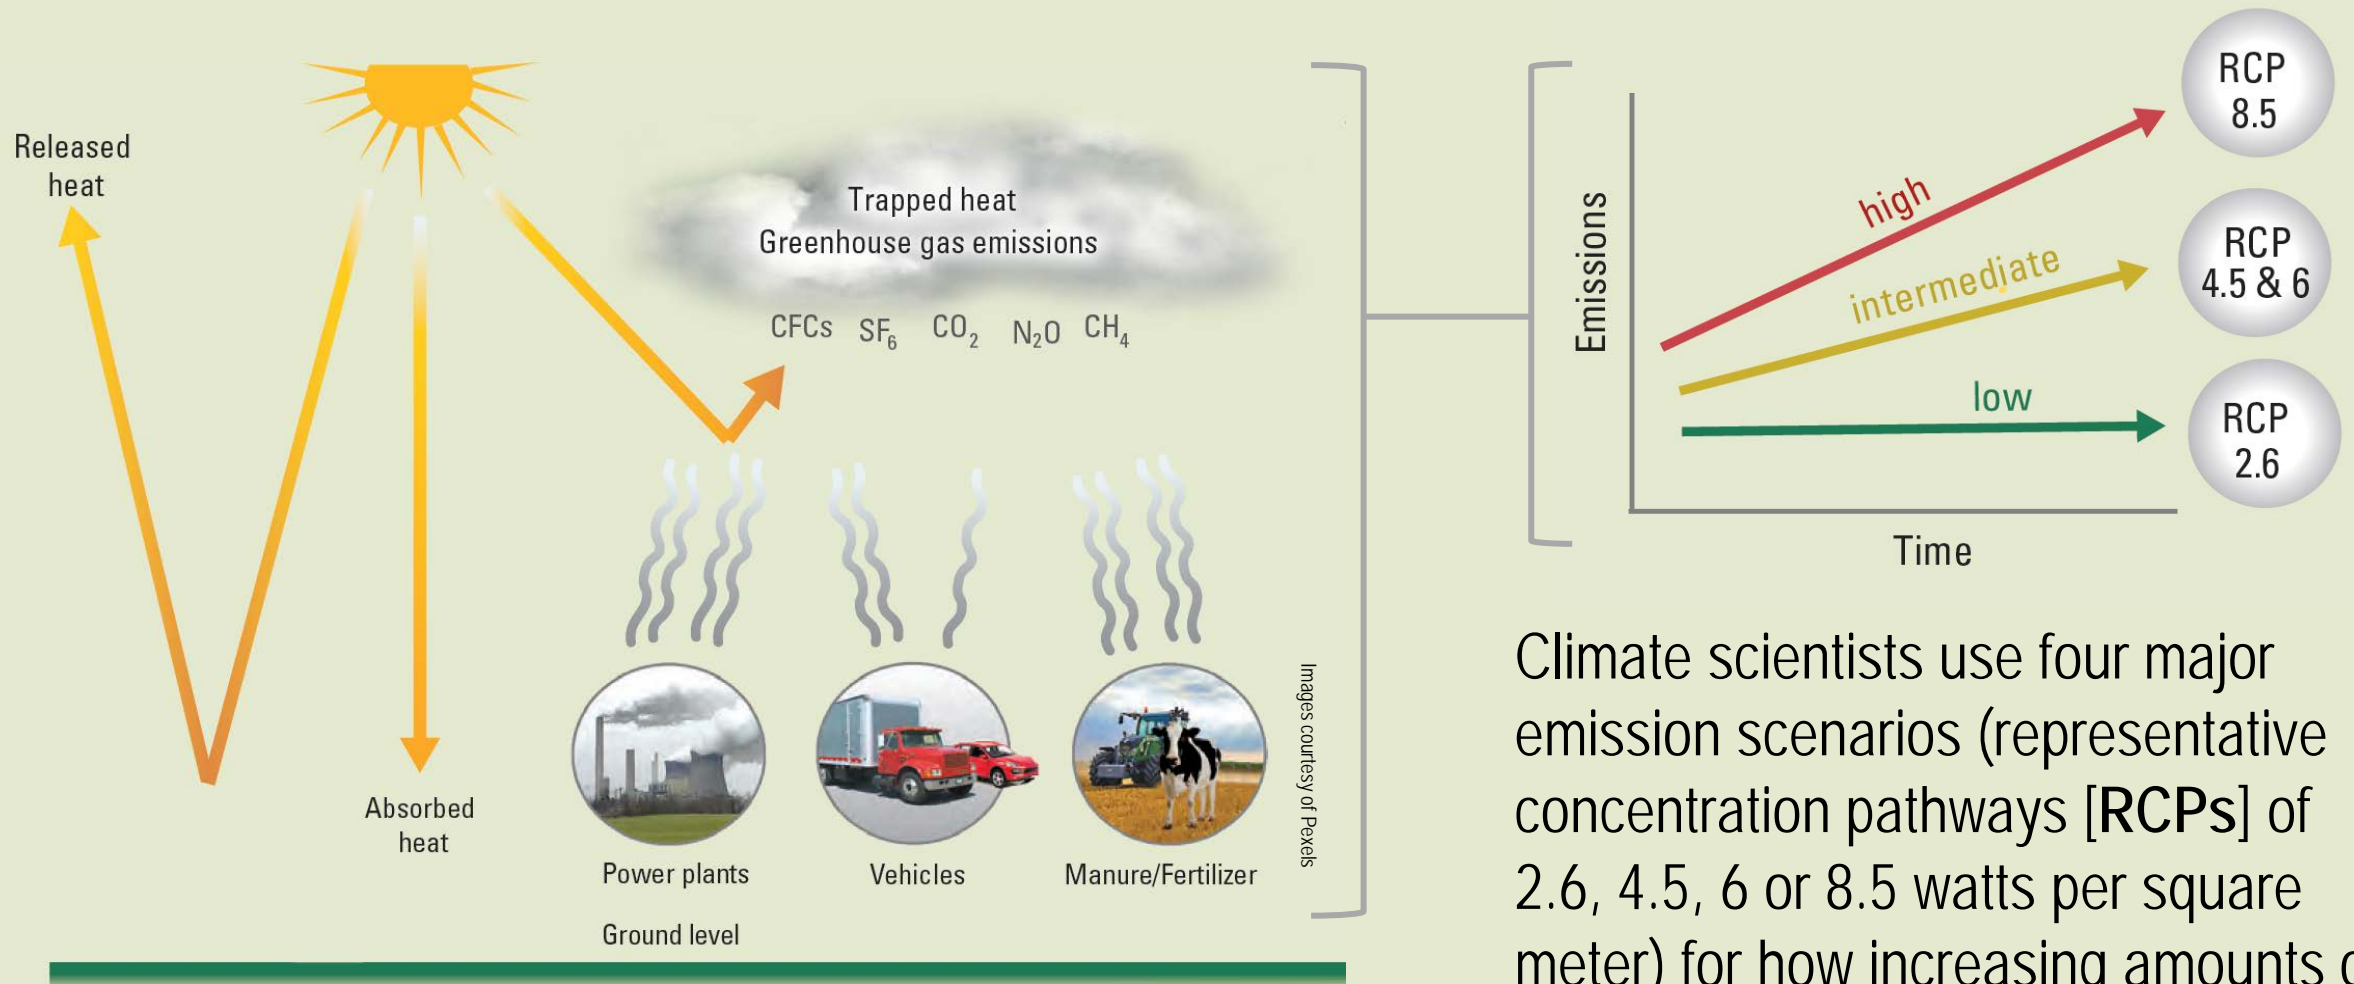 Released
heat
Trapped heat
Greenhouse gas emissions
CFCs SF₆ CO₂ N₂O CH₄
Absorbed
heat
Power plants
Vehicles
Manure/Fertilizer
Ground level
Images courtesy of Pexels
Emissions
Time
high
intermediate
low
RCP
8.5
RCP
4.5 & 6
RCP
2.6
Climate scientists use four major
emission scenarios (representative
concentration pathways [RCPs] of
2.6, 4.5, 6 or 8.5 watts per square
meter) for how increasing amounts